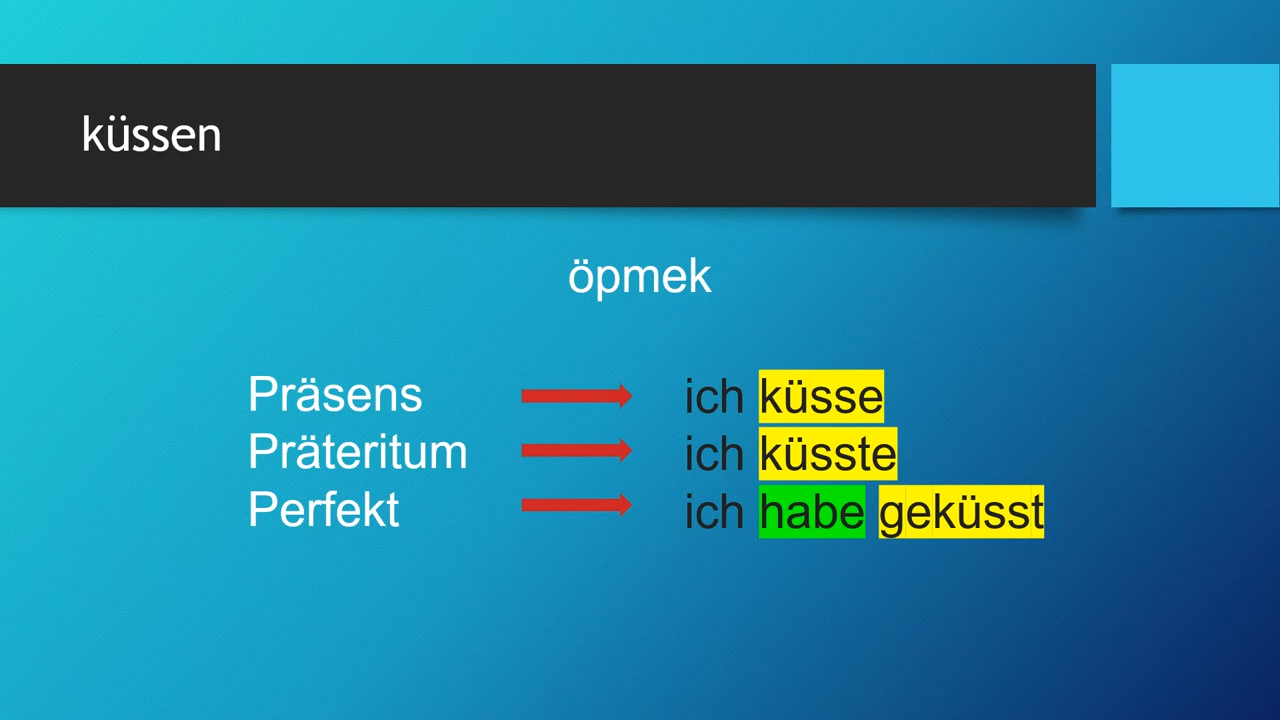 küssen
öpmek
Präsens ich küsse
Präteritum ich küsste
Perfekt ich habe geküsst